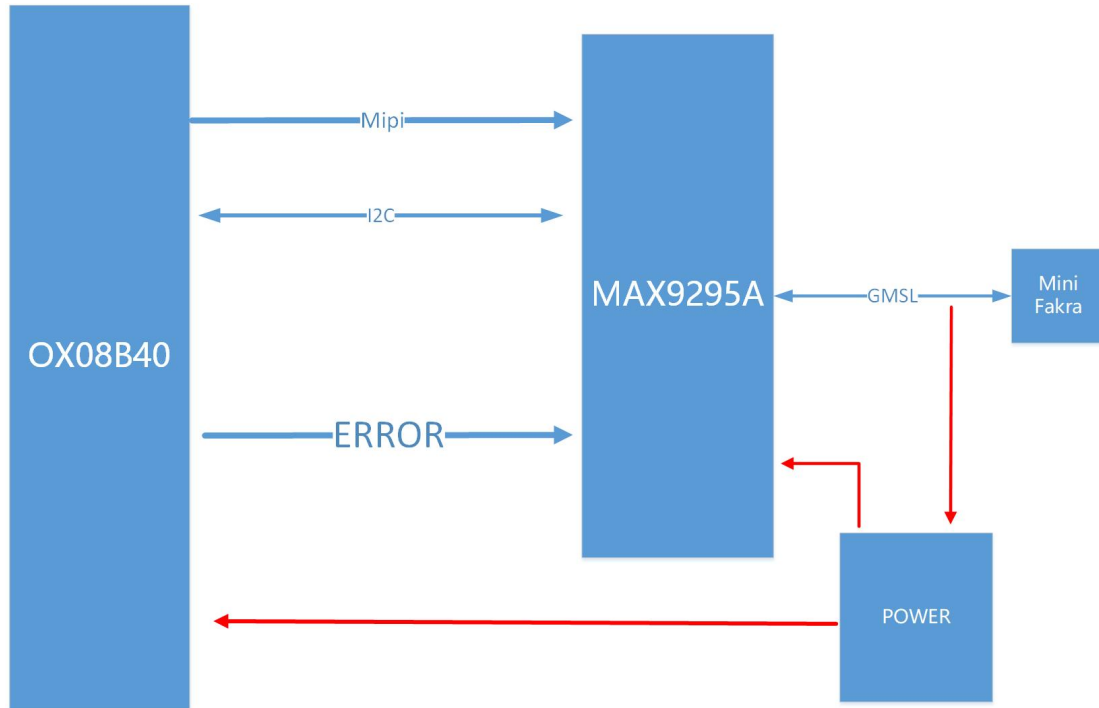 Mipi
I2C
OX08B40
MAX9295A
GMSL
Mini
Fakra
ERROR
POWER